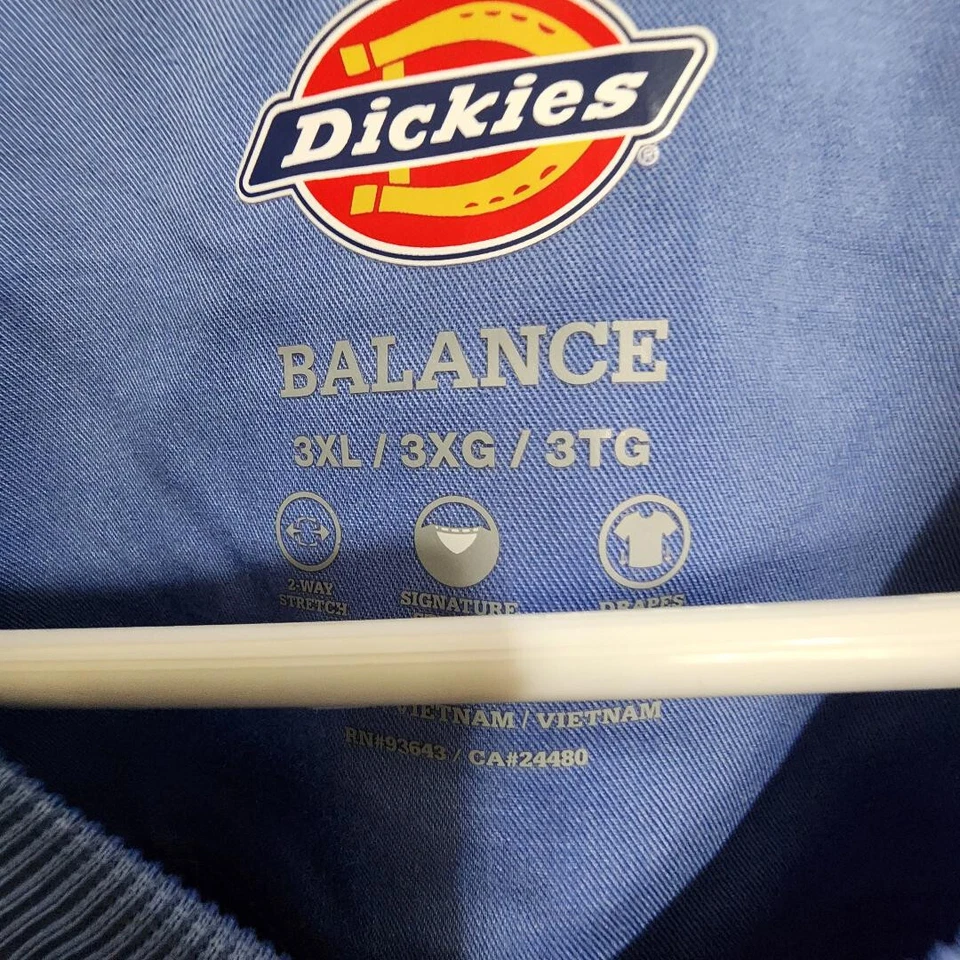 Dickies
®
BALANCE
3XL / 3XG / 3TG
2-WAY
STRETCH
SIGNATURE
DRAPES
VIETNAM / VIETNAM
RN#93643 / CA#24480